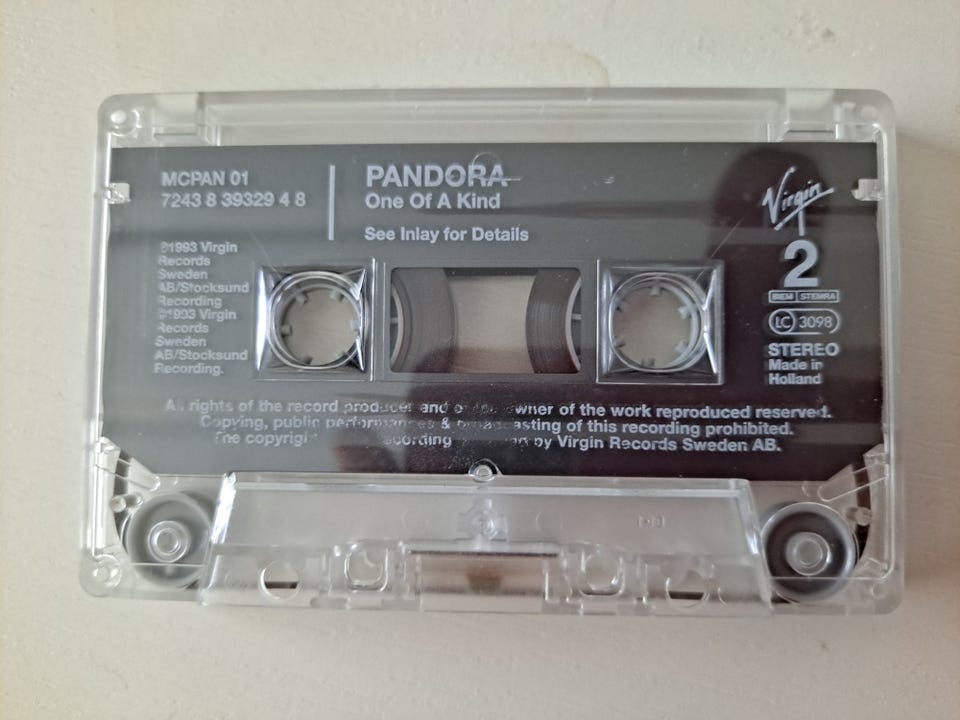 MCPAN 01
7243 8 39329 4 8
PANDORA
One Of A Kind
See Inlay for Details
Virgin
2
BIEM STEMRA
LC 3098
STEREO
Made in
Holland
℗1993 Virgin
Records
Sweden
AB/Stocksund
Recording
©1993 Virgin
Records
Sweden
AB/Stocksund
Recording.
All rights of the record producer and owner of the work reproduced reserved.
Copying, public performances & broadcasting of this recording prohibited.
The recording by Virgin Records Sweden AB.